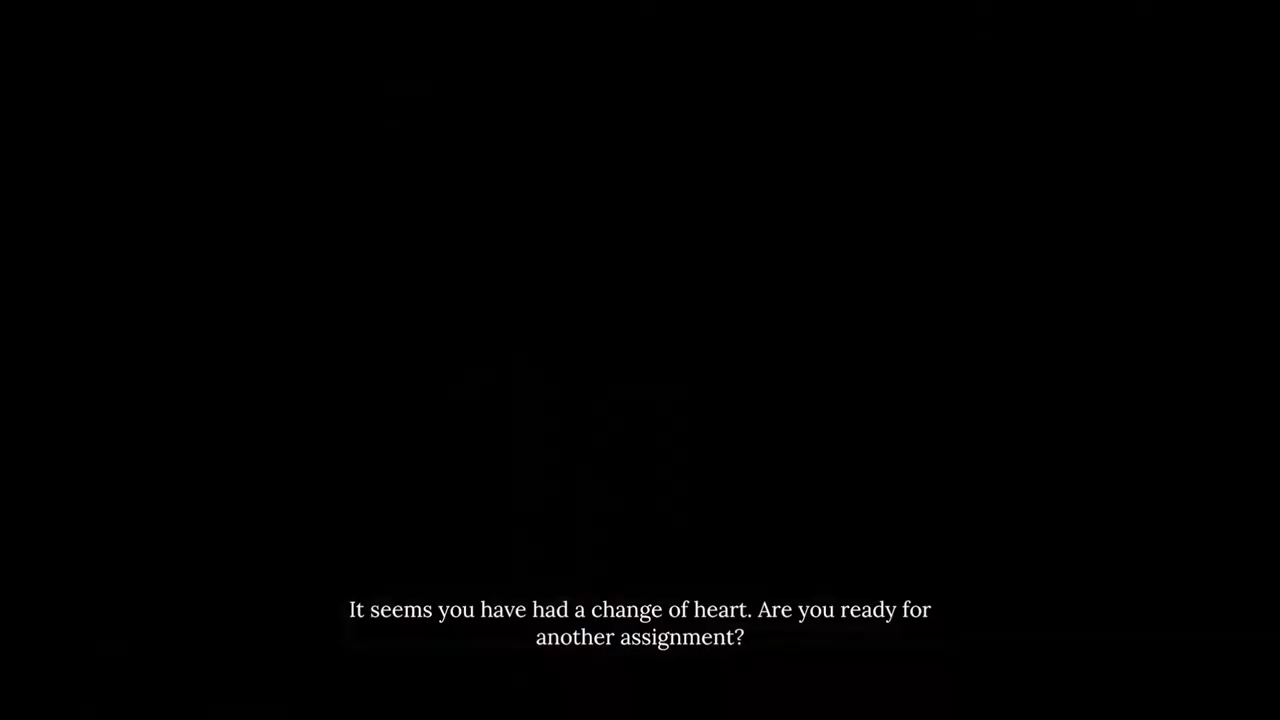 It seems you have had a change of heart. Are you ready for
another assignment?